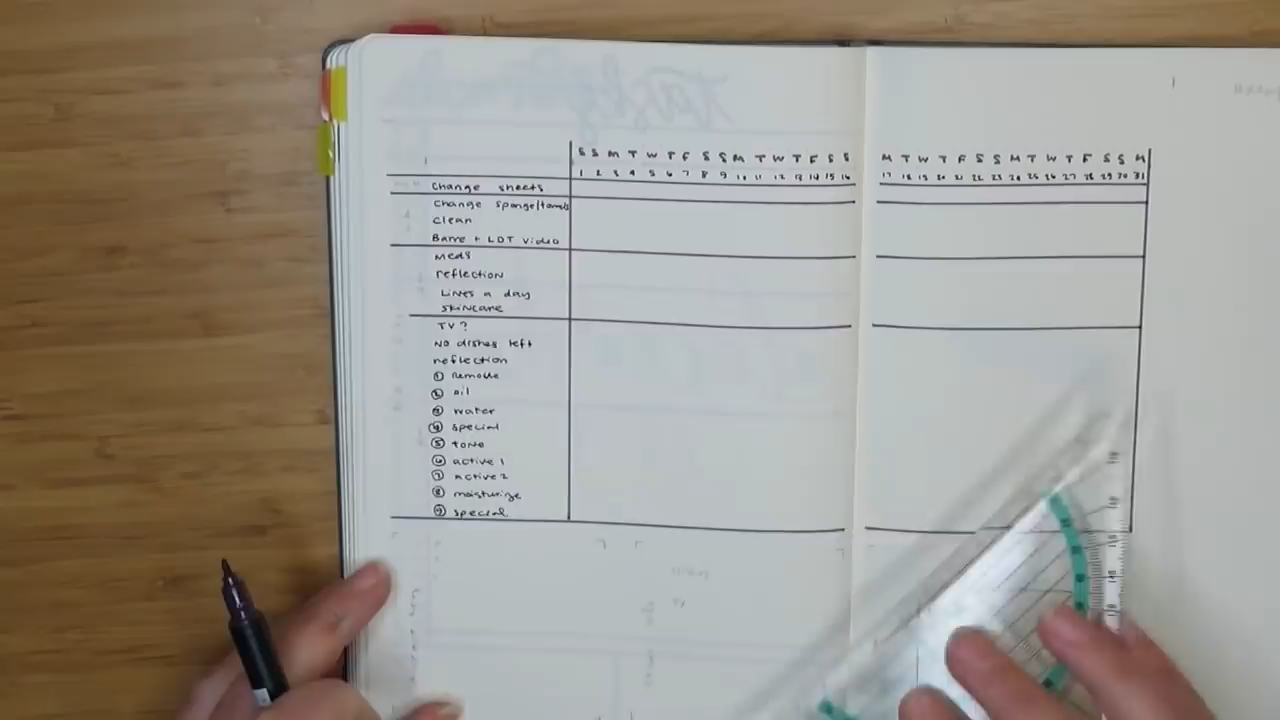 S S M T W T F S S M T W T F S S M T W T F S S M T W T F S S M
1 2 3 4 5 6 7 8 9 10 11 12 13 14 15 16 17 18 19 20 21 22 23 24 25 26 27 28 29 30 31
change sheets
change sponge/towels
clean
Barre + LDT video
meds
reflection
Lines a day
skincare
TV?
NO dishes left
reflection
① remove
② oil
③ water
④ special
⑤ tone
⑥ active 1
⑦ active 2
⑧ moisturize
⑨ special